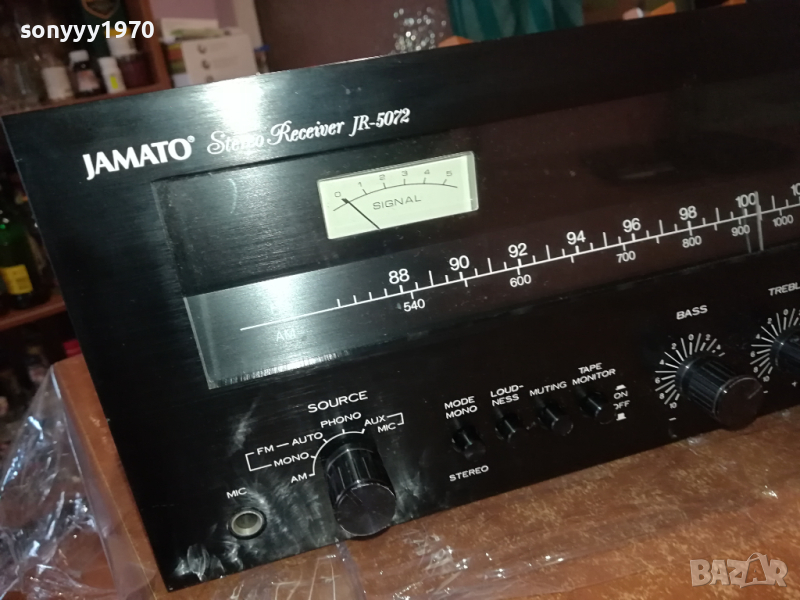 sonyyy1970
JAMATO® Stereo Receiver JR-5072
0 1 2 3 4 5
SIGNAL
88 90 92 94 96 98 100
AM 540 600 700 800 900 1000
BASS
TREBL
SOURCE
PHONO
AUTO AUX
FM MIC
MONO
AM
MIC
MODE MONO
LOUD-NESS
MUTING
TAPE MONITOR
ON
OFF
STEREO
BAZAR